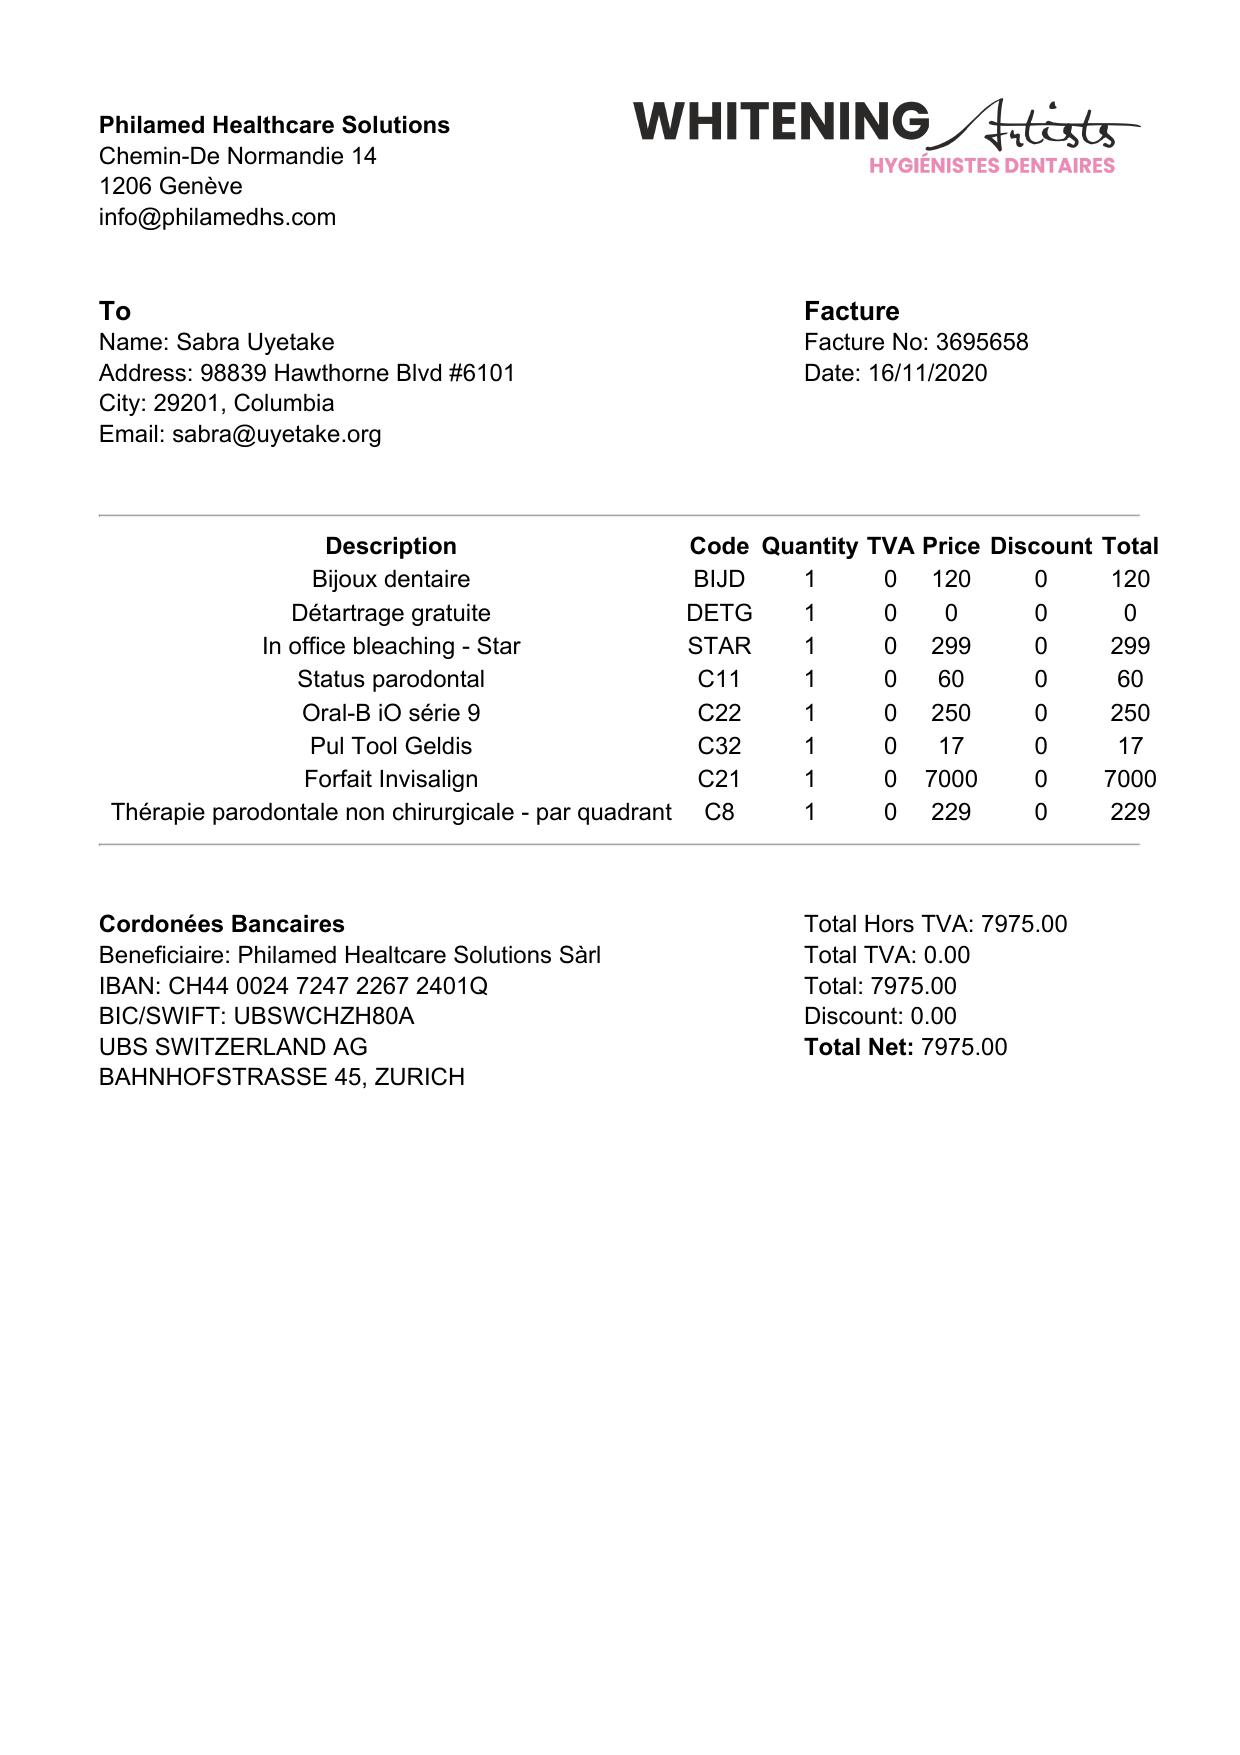 Philamed Healthcare Solutions
Chemin-De Normandie 14
1206 Genève
info@philamedhs.com
WHITENING Artists
HYGIÉNISTES DENTAIRES
To
Name: Sabra Uyetake
Address: 98839 Hawthorne Blvd #6101
City: 29201, Columbia
Email: sabra@uyetake.org
Facture
Facture No: 3695658
Date: 16/11/2020
Description Code Quantity TVA Price Discount Total
Bijoux dentaire BIJD 1 0 120 0 120
Détartrage gratuite DETG 1 0 0 0 0
In office bleaching - Star STAR 1 0 299 0 299
Status parodontal C11 1 0 60 0 60
Oral-B iO série 9 C22 1 0 250 0 250
Pul Tool Geldis C32 1 0 17 0 17
Forfait Invisalign C21 1 0 7000 0 7000
Thérapie parodontale non chirurgicale - par quadrant C8 1 0 229 0 229
Cordonées Bancaires
Beneficiaire: Philamed Healtcare Solutions Sàrl
IBAN: CH44 0024 7247 2267 2401Q
BIC/SWIFT: UBSWCHZH80A
UBS SWITZERLAND AG
BAHNHOFSTRASSE 45, ZURICH
Total Hors TVA: 7975.00
Total TVA: 0.00
Total: 7975.00
Discount: 0.00
Total Net: 7975.00